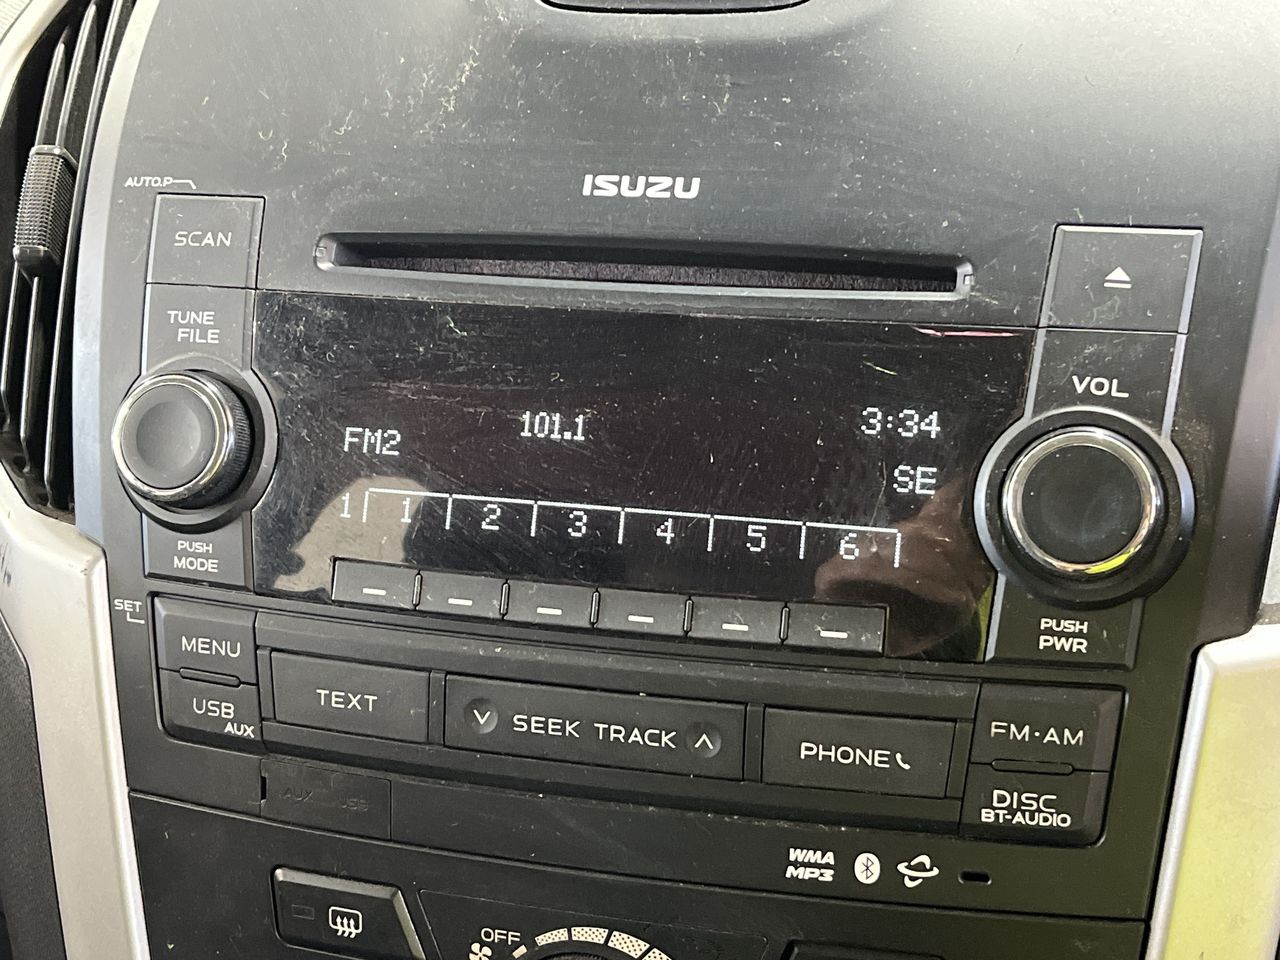 ISUZU
AUTO.P
SCAN
TUNE
FILE
VOL
FM2 101.1 3:34
SE
1 1 2 3 4 5 6
PUSH
MODE
PUSH
PWR
SET
MENU
USB
AUX
TEXT
SEEK TRACK
PHONE
FM·AM
DISC
BT-AUDIO
AUX USB
WMA
MP3
OFF